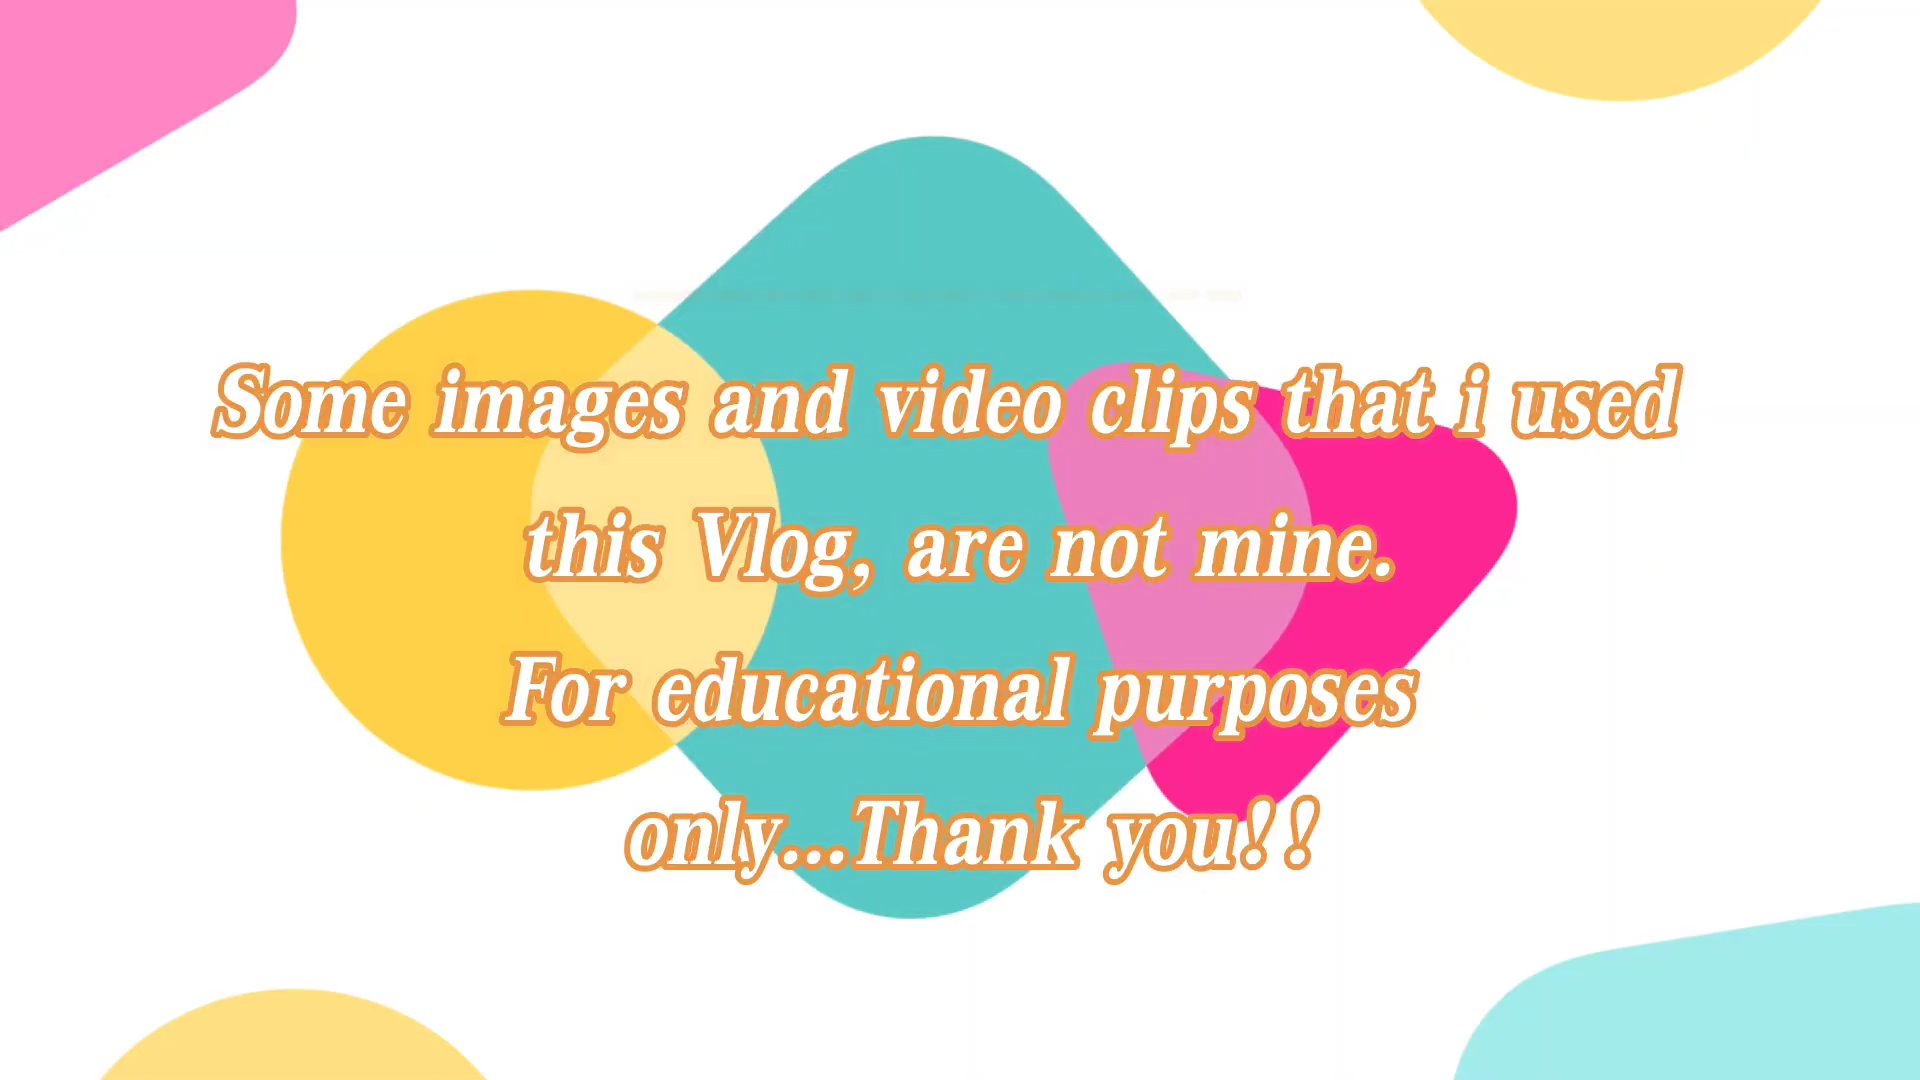 Some images and video clips that i used
this Vlog, are not mine.
For educational purposes
only...Thank you!!